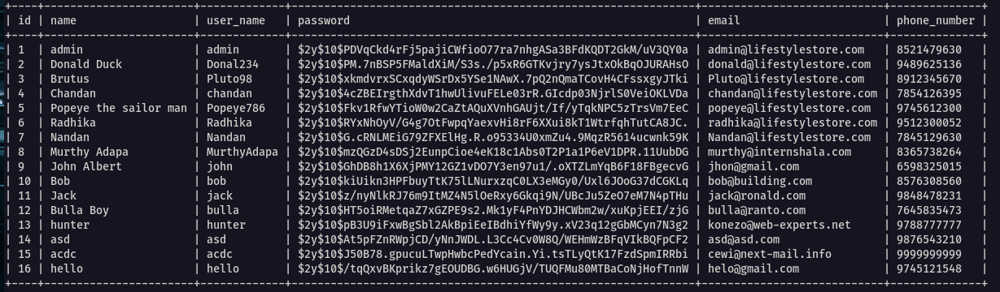 | id | name | user_name | password | email | phone_number |
| 1 | admin | admin | $2y$10$PDVqCkd4rFj5pajiCWfioO77ra7nhgASa3BFdKQDT2GkM/uV3QY0a | admin@lifestylestore.com | 8521479630 |
| 2 | Donald Duck | Donal234 | $2y$10$PM.7nBSP5FMaldXiM/S3s./p5xR6GTKvjry7ysJtxOkBqOJURAHsO | donald@lifestylestore.com | 9489625136 |
| 3 | Brutus | Pluto98 | $2y$10$xkmdvrxSCxqdyWSrDx5YSe1NAwX.7pQ2nQmaTCovH4CFssxgyJTki | Pluto@lifestylestore.com | 8912345670 |
| 4 | Chandan | chandan | $2y$10$4cZBEIrgthXdvT1hwUlivuFELe03rR.GIcdp03NjrlS0VeiOKLVDa | chandan@lifestylestore.com | 7854126395 |
| 5 | Popeye the sailor man | Popeye786 | $2y$10$Fkv1RfwYTioW0w2CaZtAQuXVnhGAUjt/If/yTqkNPC5zTrsVm7EeC | popeye@lifestylestore.com | 9745612300 |
| 6 | Radhika | Radhika | $2y$10$RYxNhOyV/G4g7OtFwpqYaexvHi8rF6XXui8kT1WtrfqhTutCA8JC. | radhika@lifestylestore.com | 9512300052 |
| 7 | Nandan | Nandan | $2y$10$G.cRNLMEiG79ZFXElHg.R.o95334U0xmZu4.9MqzR5614ucwnk59K | Nandan@lifestylestore.com | 7845129630 |
| 8 | Murthy Adapa | MurthyAdapa | $2y$10$mzQGzD4sDSj2EunpCioe4eK18c1Abs0T2P1a1P6eV1DPR.11UubDG | murthy@internshala.com | 8365738264 |
| 9 | John Albert | john | $2y$10$GhDB8h1X6XjPMY12GZ1vDO7Y3en97u1/.oXTZLmYqB6F18FBgecvG | jhon@gmail.com | 6598325015 |
| 10 | Bob | bob | $2y$10$kiUikn3HPFbuyTtK75lLNurxzqC0LX3eMGy0/Uxl6JOoG37dCGKLq | bob@building.com | 8576308560 |
| 11 | Jack | jack | $2y$10$z/nyNlkRJ76m9ItMZ4N5lOeRxy6Gkqi9N/UBcJu5ZeO7eM7N4pTHu | jack@ronald.com | 9848478231 |
| 12 | Bulla Boy | bulla | $2y$10$HT5oiRMetqaZ7xGZPE9s2.Mk1yF4PnYDJHCWbm2w/xuKpjEEI/zjG | bulla@ranto.com | 7645835473 |
| 13 | hunter | hunter | $2y$10$pB3U9iFxwBgSbl2AkBpiEeIBdhiYfWy9y.xV23q12gGbMCyn7N3g2 | konezo@web-experts.net | 9788777777 |
| 14 | asd | asd | $2y$10$At5pFZnRWpjCD/yNnJWDL.L3Cc4Cv0W8Q/WEHmWzBFqVIkBQFpCF2 | asd@asd.com | 9876543210 |
| 15 | acdc | acdc | $2y$10$J50B78.gpucuLTwpHwbcPedYcain.Yi.tsTLyQtK17FzdSpmIRRbi | cewi@next-mail.info | 9999999999 |
| 16 | hello | hello | $2y$10$/tqQxvBKprikz7gEOUDBG.w6HUGjV/TUQFMu80MTBaCoNjHofTnnW | helo@gmail.com | 9745121548 |